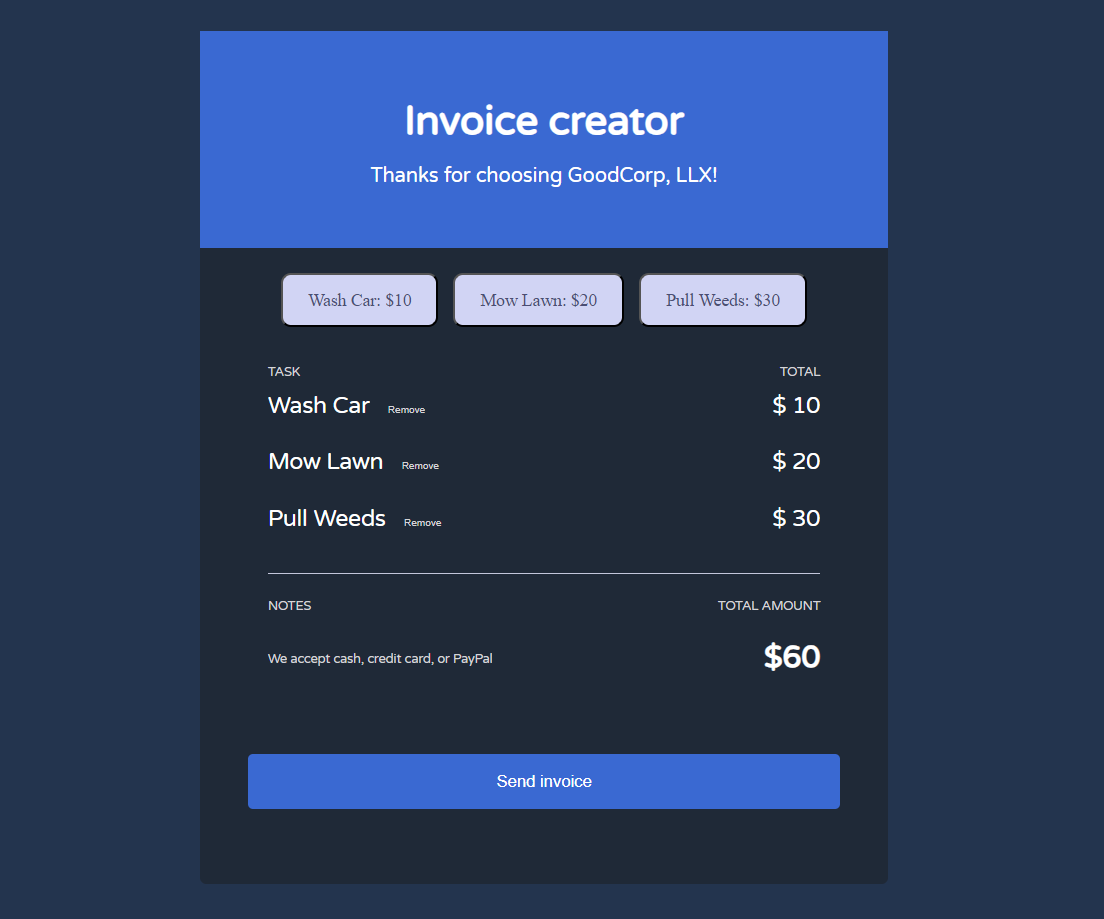 Invoice creator
Thanks for choosing GoodCorp, LLX!
Wash Car: $10 Mow Lawn: $20 Pull Weeds: $30
TASK TOTAL
Wash Car Remove $ 10
Mow Lawn Remove $ 20
Pull Weeds Remove $ 30
NOTES TOTAL AMOUNT
We accept cash, credit card, or PayPal $60
Send invoice